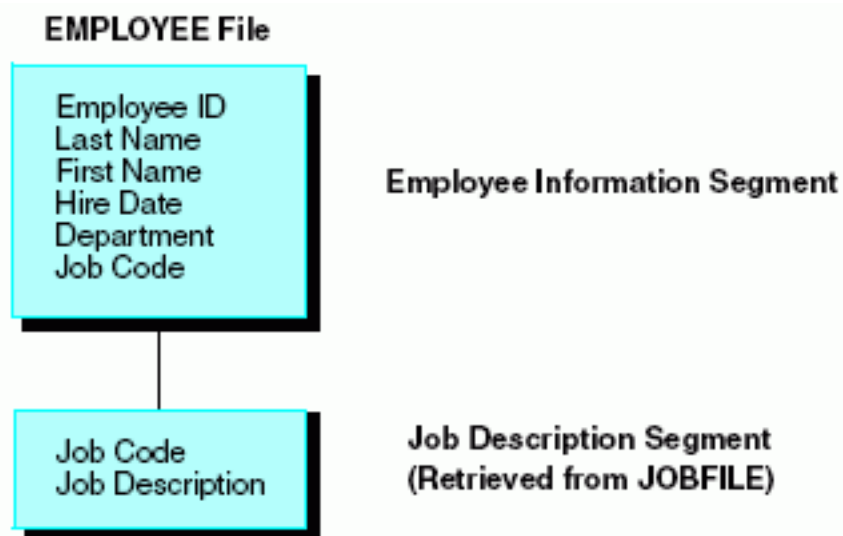 EMPLOYEE File
Employee ID
Last Name
First Name
Hire Date
Department
Job Code
Employee Information Segment
Job Code
Job Description
Job Description Segment
(Retrieved from JOBFILE)